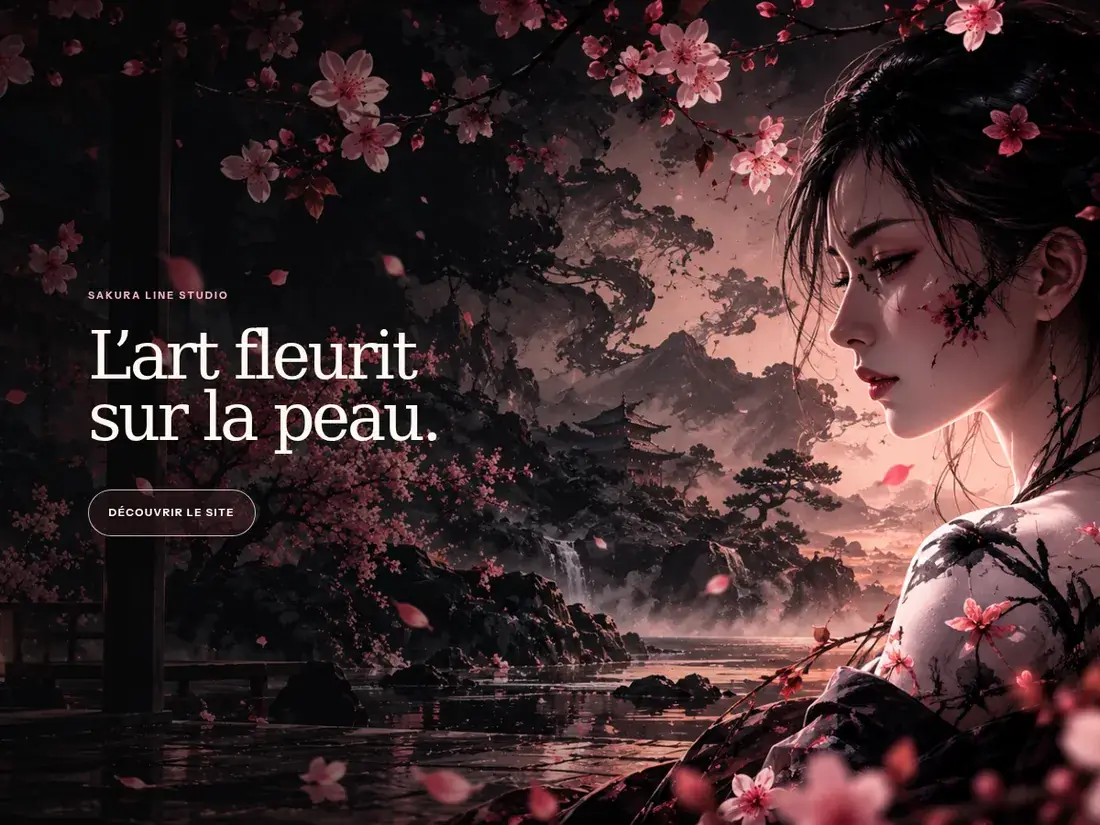 SAKURA LINE STUDIO
L’art fleurit
sur la peau.
DÉCOUVRIR LE SITE